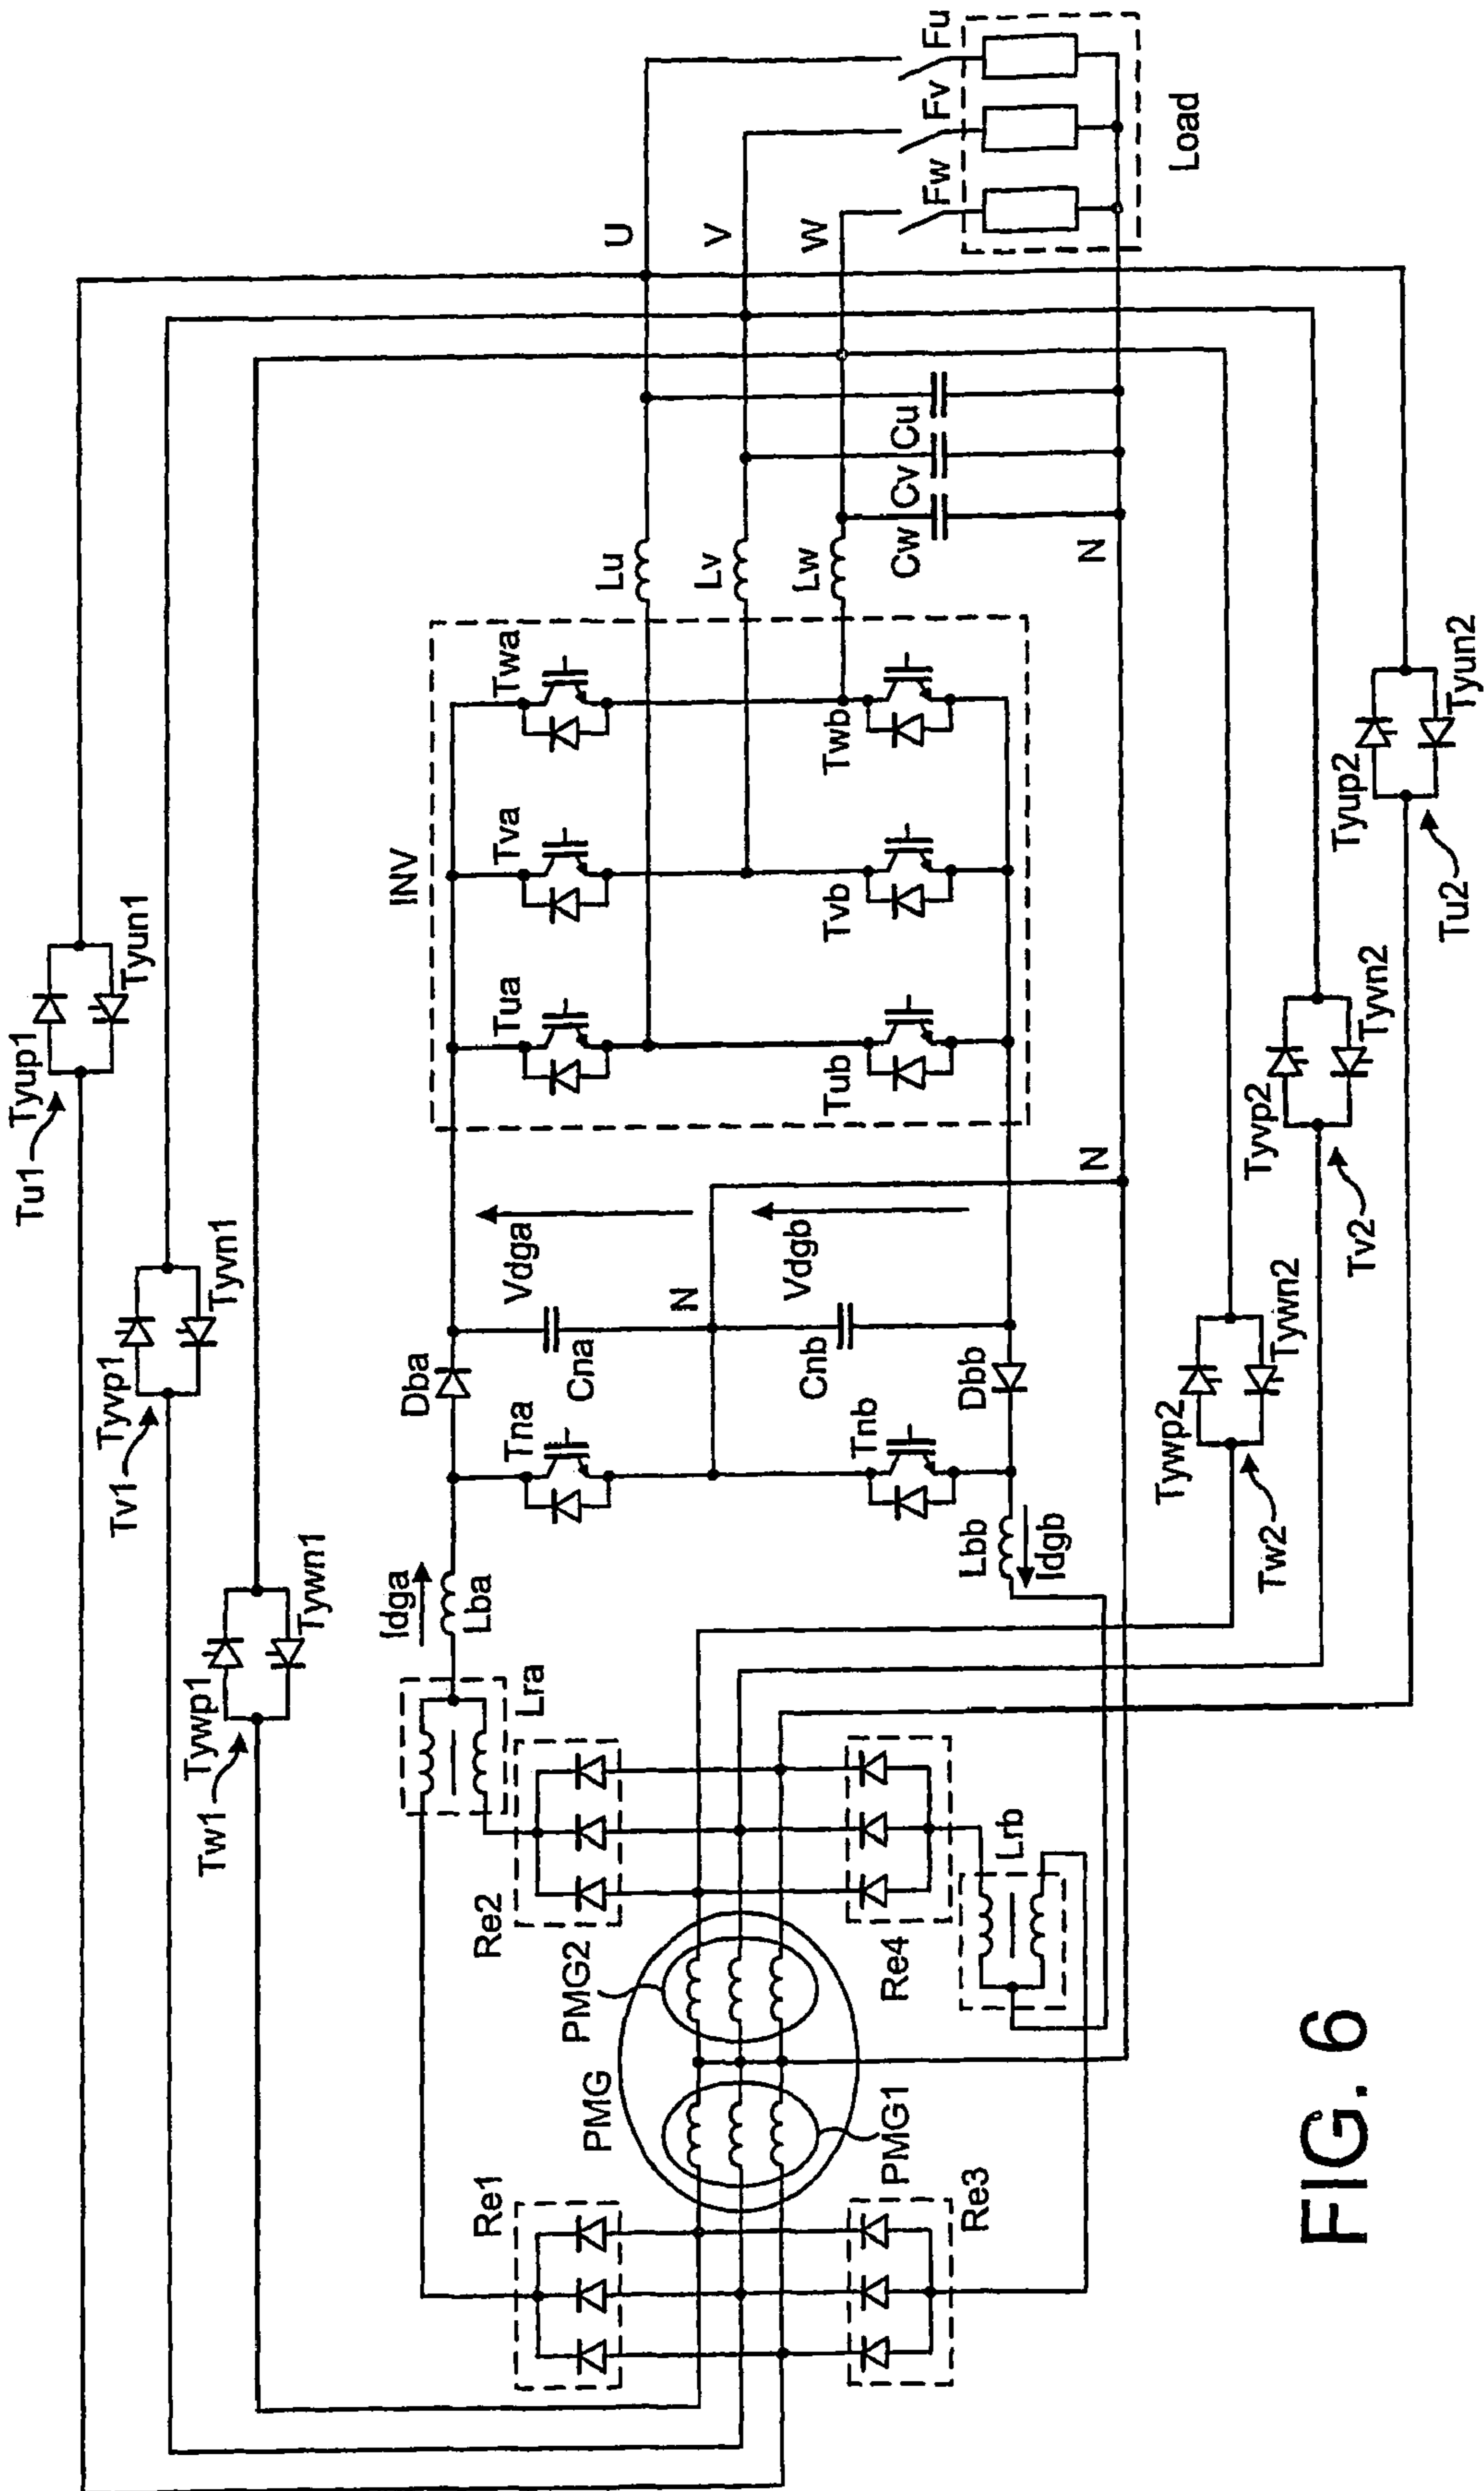 Tyup1
Tu1
Tyun1
Tyvp1
Tv1
Tyvn1
Tywp1
Tw1
Tywn1
Idga
Lba
Lra
Dba
Tna
Cna
Vdga
N
INV
Tua
Tva
Twa
Lu
Lv
Lw
U
V
W
Fu
Fv
Fw
Load
Re1
Re2
PMG
PMG2
PMG1
Re3
Re4
Lrb
Lbb
Idgb
Tnb
Dbb
Cnb
Vdgb
N
Tub
Tvb
Twb
Cw
Cv
Cu
N
Tywp2
Tw2
Tywn2
Tyvp2
Tv2
Tyvn2
Tyup2
Tu2
Tyun2
FIG. 6